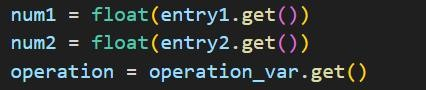 num1 = float(entry1.get())
num2 = float(entry2.get())
operation = operation_var.get()